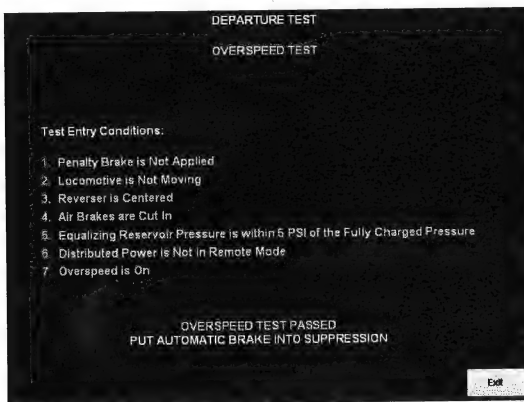 DEPARTURE TEST
OVERSPEED TEST
Test Entry Conditions:
1. Penalty Brake is Not Applied
2. Locomotive is Not Moving
3. Reverser is Centered
4. Air Brakes are Cut In
5. Equalizing Reservoir Pressure is within 5 PSI of the Fully Charged Pressure
6. Distributed Power is Not in Remote Mode
7. Overspeed is On
OVERSPEED TEST PASSED
PUT AUTOMATIC BRAKE INTO SUPPRESSION
Exit